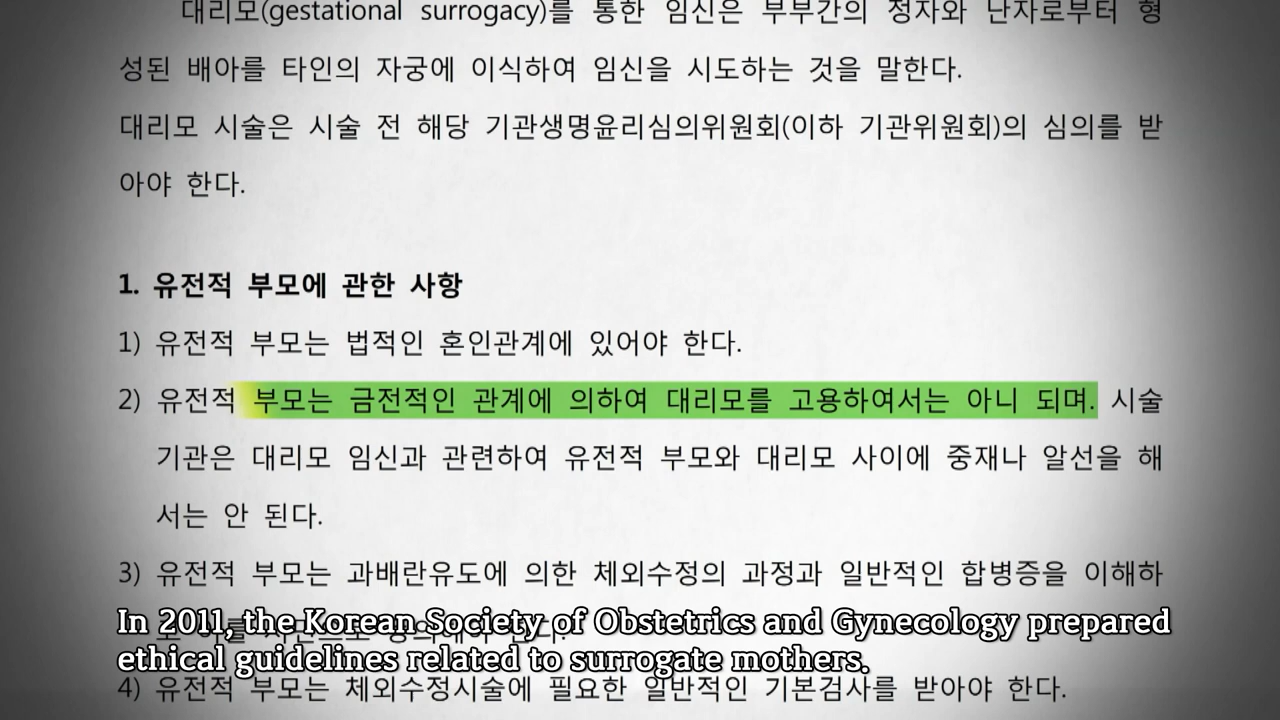 대리모(gestational surrogacy)를 통한 임신은 부부간의 정자와 난자로부터 형
성된 배아를 타인의 자궁에 이식하여 임신을 시도하는 것을 말한다.
대리모 시술은 시술 전 해당 기관생명윤리심의위원회(이하 기관위원회)의 심의를 받
아야 한다.
1. 유전적 부모에 관한 사항
1) 유전적 부모는 법적인 혼인관계에 있어야 한다.
2) 유전적 부모는 금전적인 관계에 의하여 대리모를 고용하여서는 아니 되며. 시술
기관은 대리모 임신과 관련하여 유전적 부모와 대리모 사이에 중재나 알선을 해
서는 안 된다.
3) 유전적 부모는 과배란유도에 의한 체외수정의 과정과 일반적인 합병증을 이해하
In 2011, the Korean Society of Obstetrics and Gynecology prepared
ethical guidelines related to surrogate mothers.
4) 유전적 부모는 체외수정시술에 필요한 일반적인 기본검사를 받아야 한다.